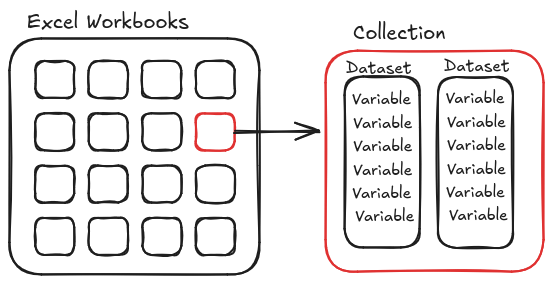 Excel Workbooks
Collection
Dataset
Variable
Variable
Variable
Variable
Variable
Variable
Dataset
Variable
Variable
Variable
Variable
Variable
Variable